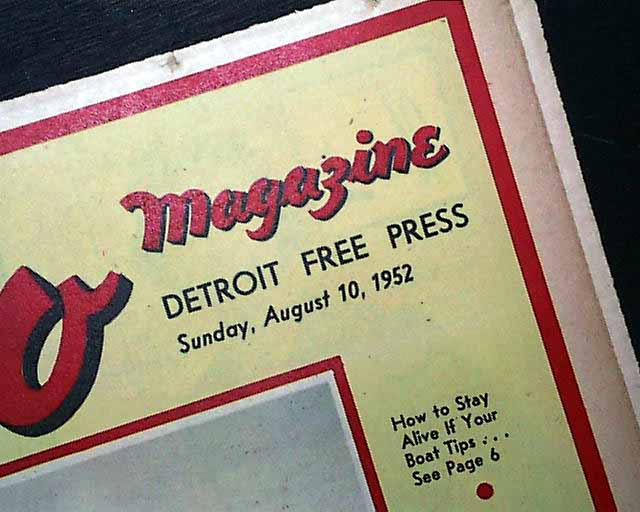 Magazine
DETROIT FREE PRESS
Sunday, August 10, 1952
How to Stay
Alive If Your
Boat Tips . . .
See Page 6